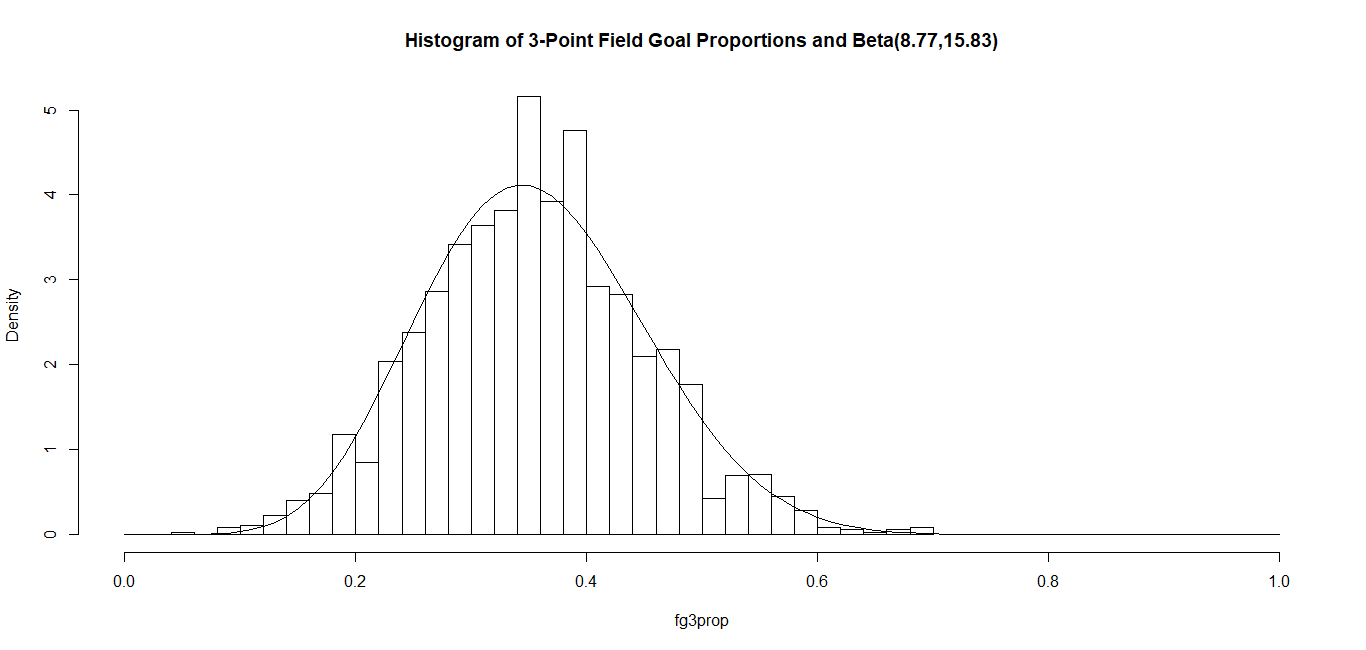 Histogram of 3-Point Field Goal Proportions and Beta(8.77,15.83)
Density
5
4
3
2
1
0
0.0 0.2 0.4 0.6 0.8 1.0
fg3prop